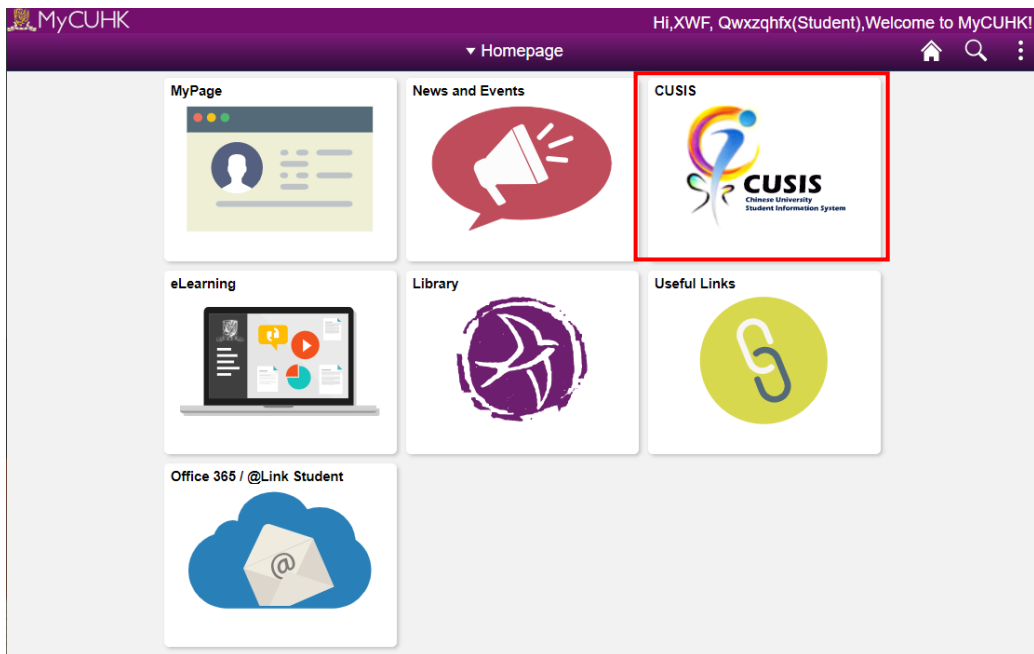 MyCUHK
Hi,XWF, Qwxzqhfx(Student),Welcome to MyCUHK!
Homepage
MyPage
News and Events
CUSIS
CUSIS
Chinese University
Student Information System
eLearning
Library
Useful Links
Office 365 / @Link Student
@